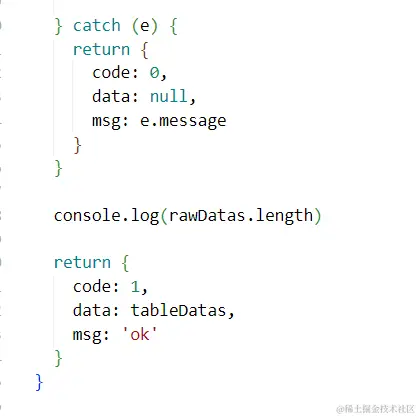 } catch (e) {
return {
code: 0,
data: null,
msg: e.message
}
}
console.log(rawDatas.length)
return {
code: 1,
data: tableDatas,
msg: 'ok'
}
}
@稀土掘金技术社区